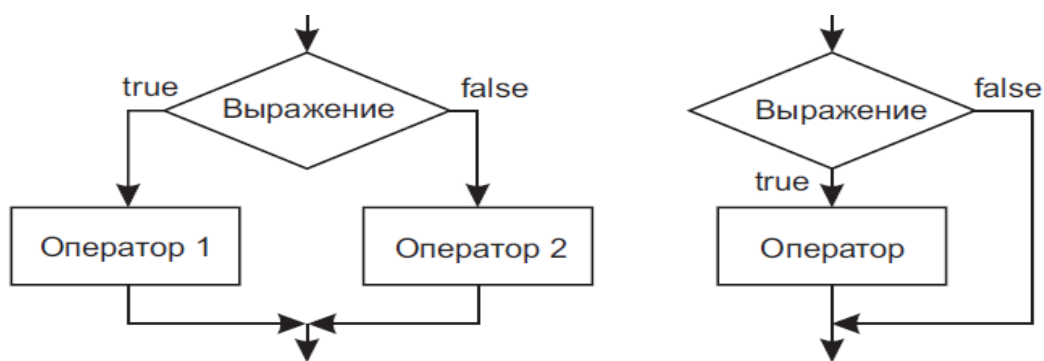 true
false
Выражение
Оператор 1
Оператор 2
false
Выражение
true
Оператор